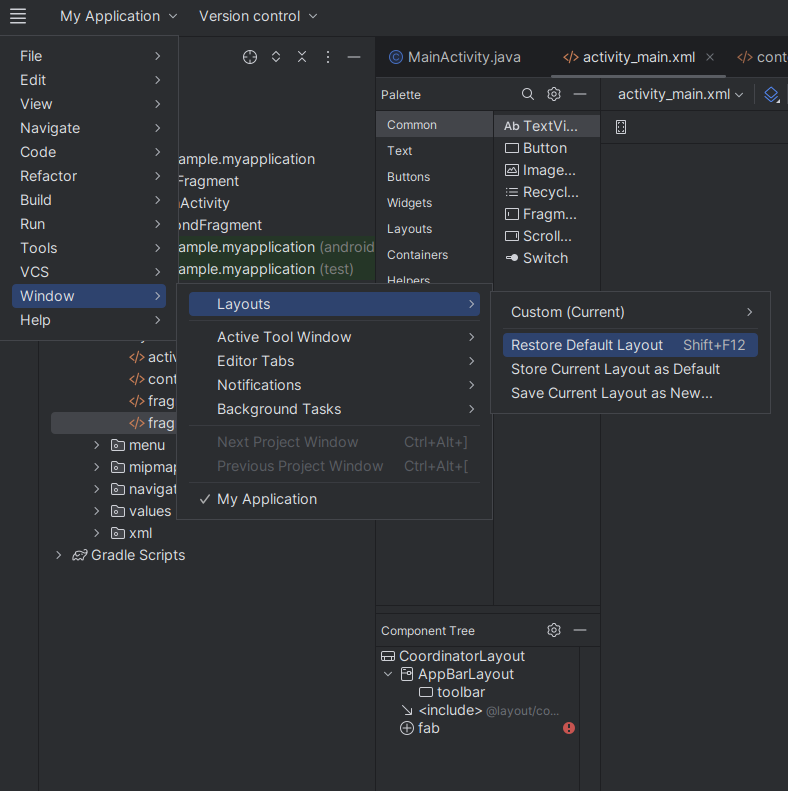 My Application Version control
File
Edit
View
Navigate
Code
Refactor
Build
Run
Tools
VCS
Window
Help
ample.myapplication
Fragment
Activity
ondFragment
ample.myapplication (android
ample.myapplication (test)
activ
cont
frag
frag
menu
mipmap
navigat
values
xml
Gradle Scripts
Layouts
Active Tool Window
Editor Tabs
Notifications
Background Tasks
Next Project Window Ctrl+Alt+]
Previous Project Window Ctrl+Alt+[
My Application
Custom (Current)
Restore Default Layout Shift+F12
Store Current Layout as Default
Save Current Layout as New...
MainActivity.java activity_main.xml cont
Palette
activity_main.xml
Common
Text
Buttons
Widgets
Layouts
Containers
Helpers
Ab TextVi...
Button
Image...
Recycl...
Fragm...
Scroll...
Switch
Component Tree
CoordinatorLayout
AppBarLayout
toolbar
<include> @layout/co...
fab